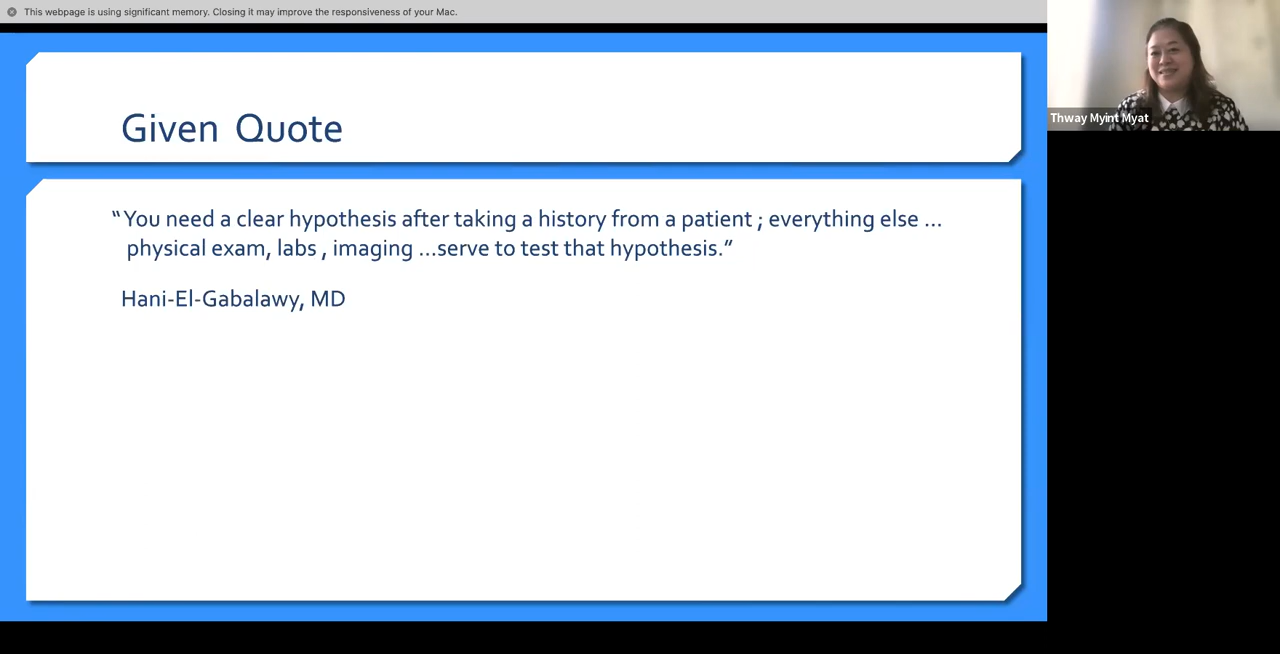 This webpage is using significant memory. Closing it may improve the responsiveness of your Mac.
Thway Myint Myat
Given Quote
“You need a clear hypothesis after taking a history from a patient ; everything else …
physical exam, labs , imaging …serve to test that hypothesis.”
Hani-El-Gabalawy, MD